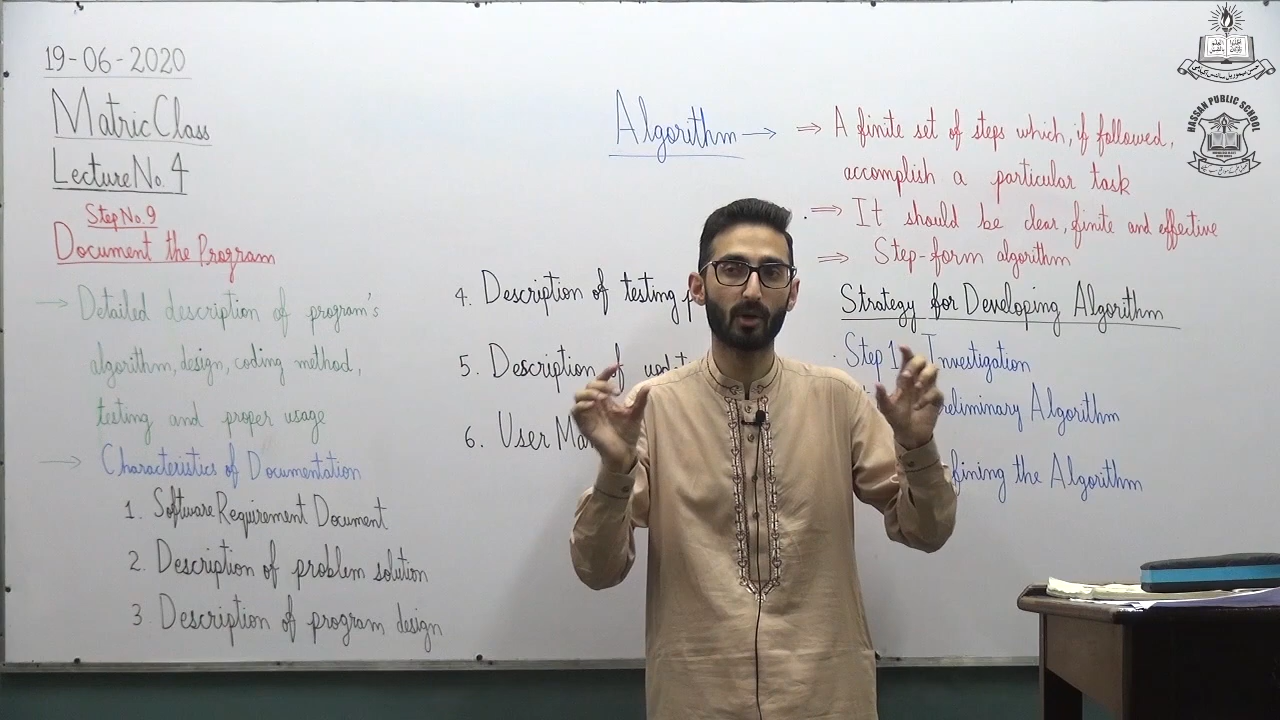 19-06-2020
Matric Class
Lecture No. 4
Step No. 9
Document the Program
→ Detailed description of program's
algorithm, design, coding method,
testing and proper usage
→ Characteristics of Documentation
1. Software Requirement Document
2. Description of problem solution
3 Description of program design
4. Description of testing
5. Description of
6. User
Algorithm → ⇒ A finite set of steps which, if followed,
accomplish a particular task
⇒ It should be clear, finite and effective
⇒ Step-form algorithm
Strategy for Developing Algorithm
Step 1 Investigation
Algorithm
the Algorithm
HASSAN PUBLIC SCHOOL